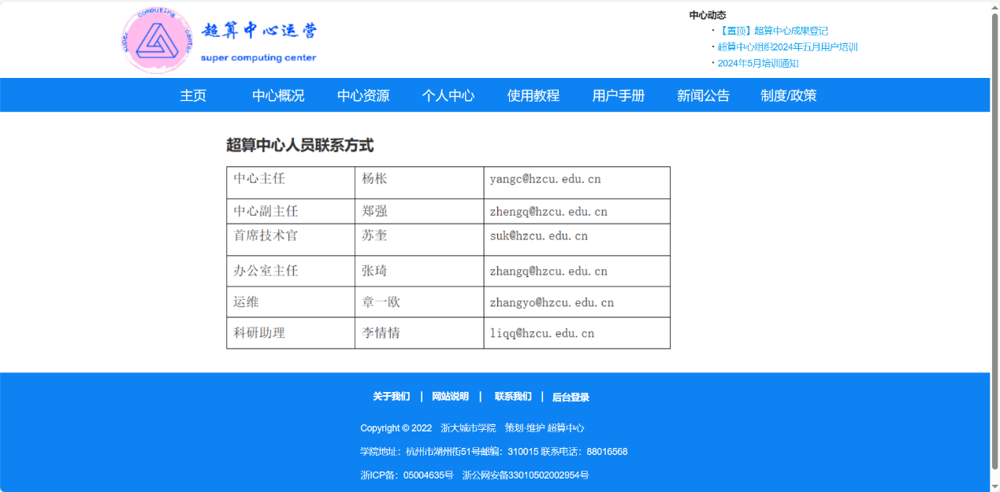 super computing center
超算中心运营
super computing center
中心动态
· 【置顶】超算中心成果登记
· 超算中心组织2024年五月用户培训
· 2024年5月培训通知
主页 中心概况 中心资源 个人中心 使用教程 用户手册 新闻公告 制度/政策
超算中心人员联系方式
中心主任 杨枨 yangc@hzcu.edu.cn
中心副主任 郑强 zhengq@hzcu.edu.cn
首席技术官 苏奎 suk@hzcu.edu.cn
办公室主任 张琦 zhangq@hzcu.edu.cn
运维 章一欧 zhangyo@hzcu.edu.cn
科研助理 李情情 liqq@hzcu.edu.cn
关于我们 | 网站说明 | 联系我们 | 后台登录
Copyright © 2022 浙大城市学院 策划·维护 超算中心
学院地址：杭州市湖州街51号邮编：310015 联系电话：88016568
浙ICP备：05004635号 浙公网安备33010502002954号